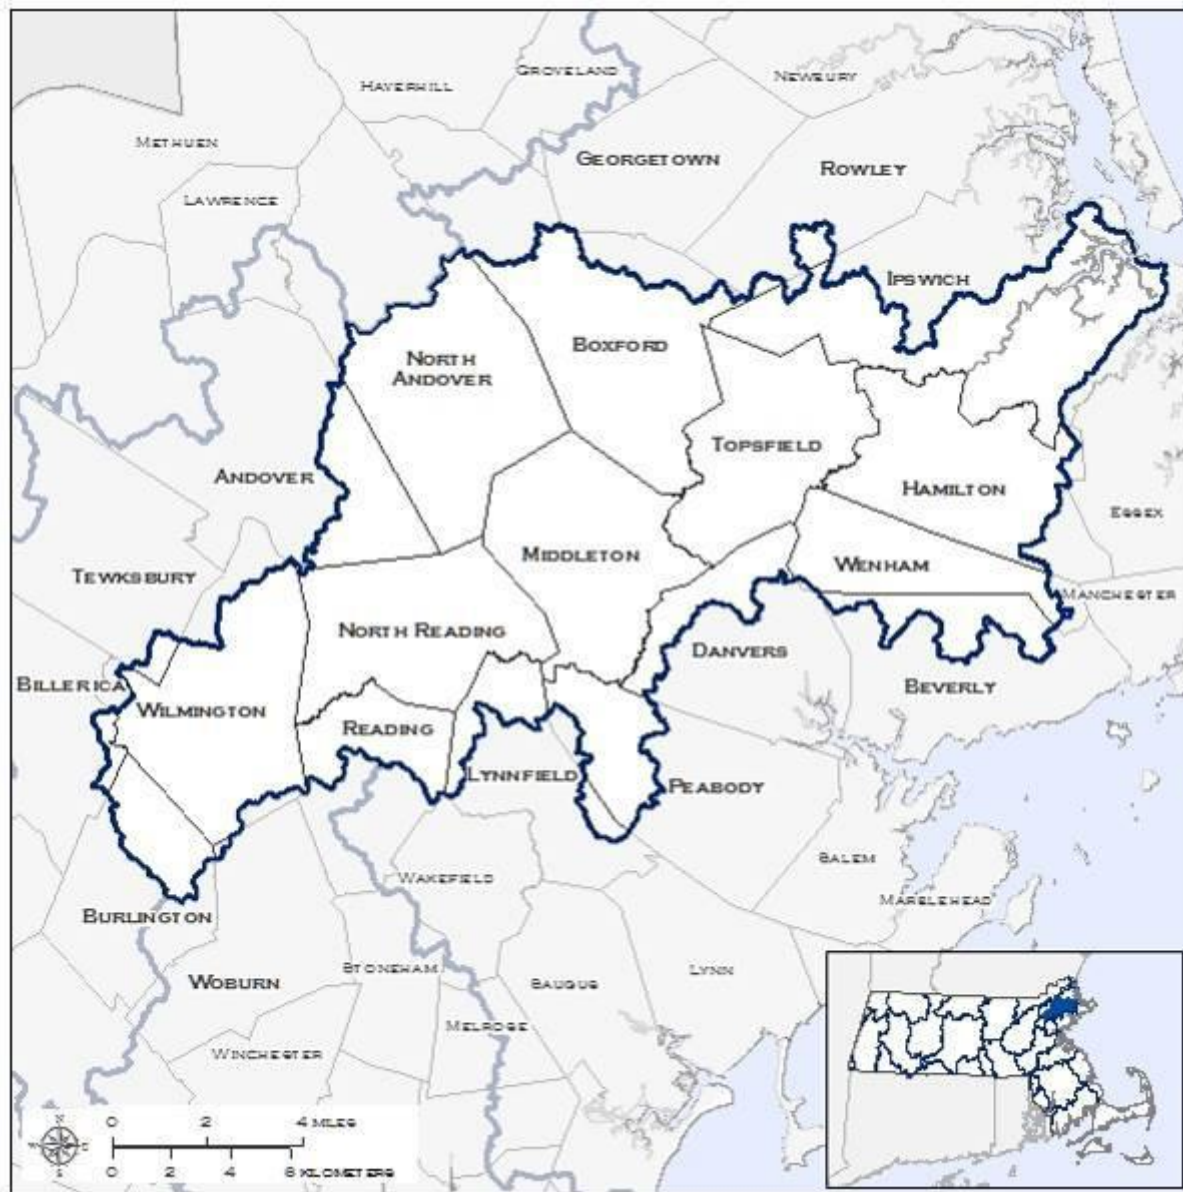 GROVELAND
NEWBURY
HAVERHILL
METHUEN
GEORGETOWN
ROWLEY
LAWRENCE
IPSWICH
BOXFORD
NORTH
ANDOVER
TOPSFIELD
ANDOVER
HAMILTON
ESSEX
MIDDLETON
WENHAM
TEWKSBURY
MANCHESTER
NORTH READING
DANVERS
BILLERICA
BEVERLY
WILMINGTON
READING
LYNNFIELD
PEABODY
SALEM
WAKEFIELD
MARBLEHEAD
BURLINGTON
STONEHAM
LYNN
WOBURN
SAUGUS
MELROSE
WINCHESTER
N
W E
S
0 2 4 MILES
0 2 4 6 KILOMETERS